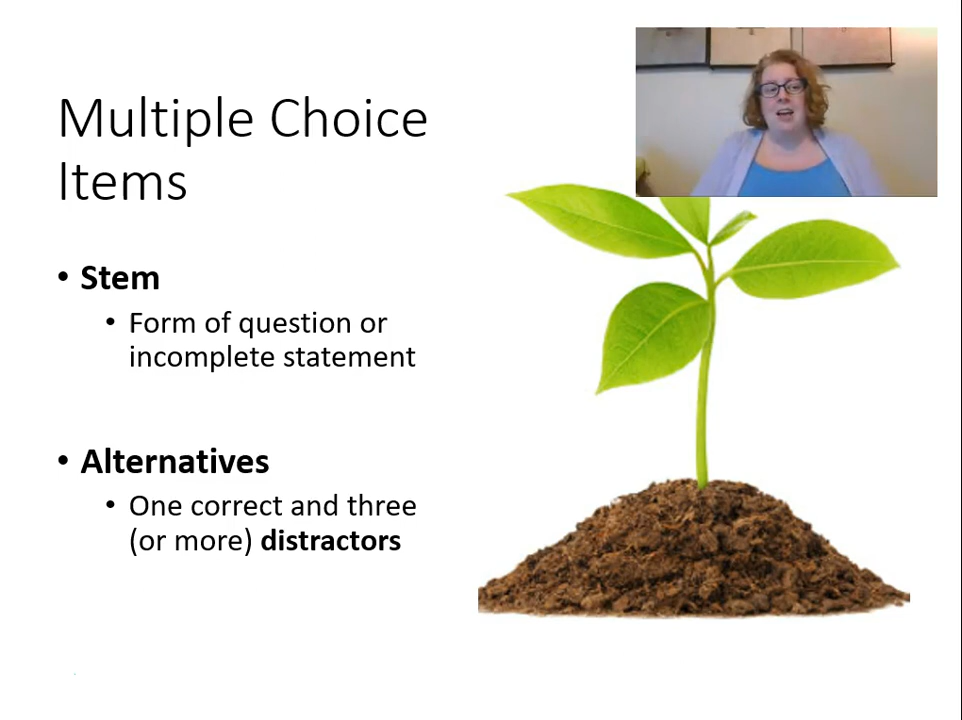 Multiple Choice
Items
• Stem
• Form of question or
incomplete statement
• Alternatives
• One correct and three
(or more) distractors